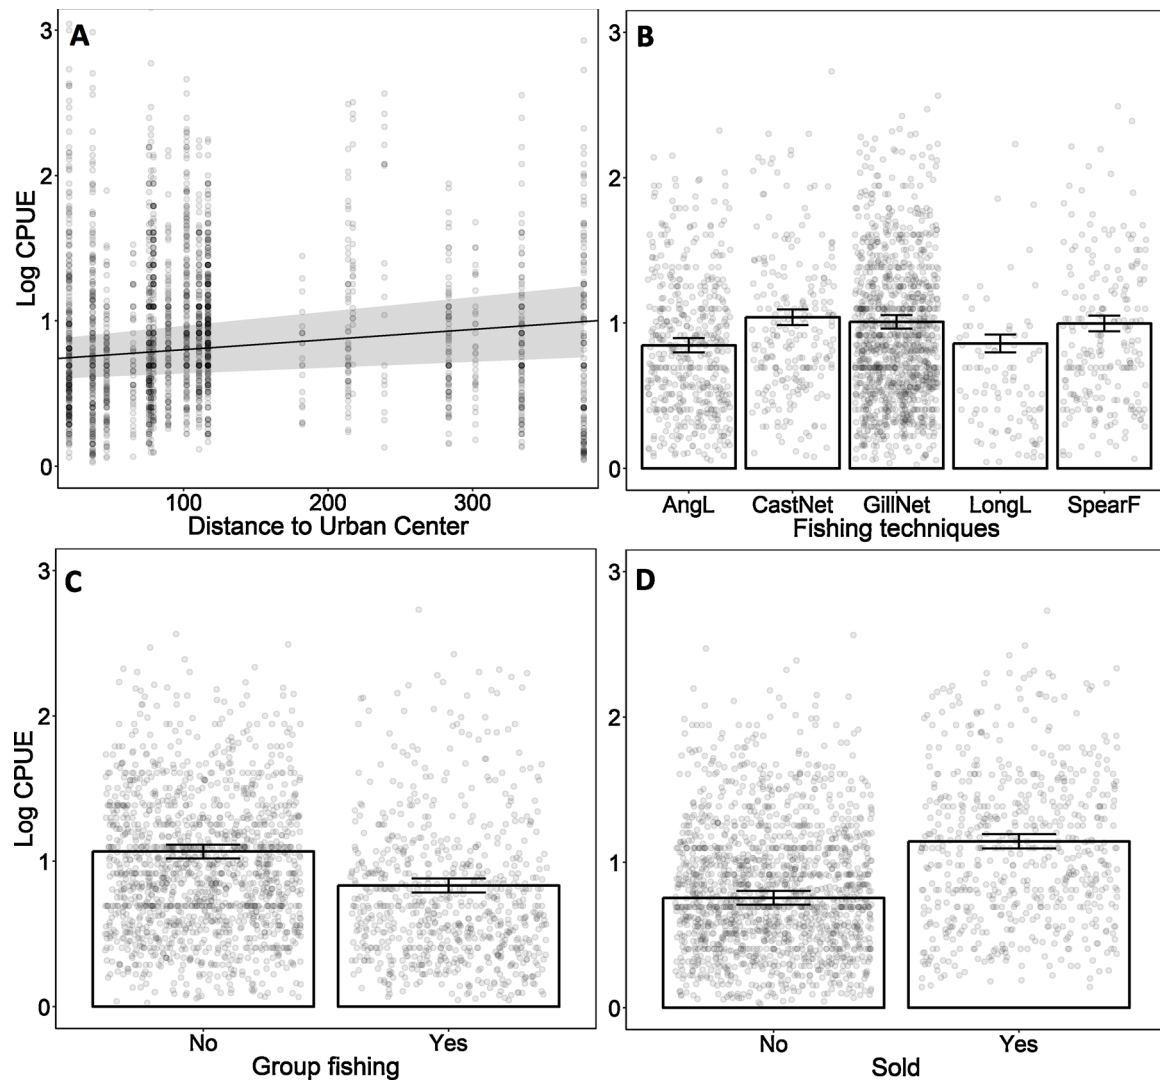 A
3
2
1
0
Log CPUE
100 200 300
Distance to Urban Center
B
3
2
1
0
AngL CastNet GillNet LongL SpearF
Fishing techniques
C
3
2
1
0
Log CPUE
No Yes
Group fishing
D
3
2
1
0
No Yes
Sold